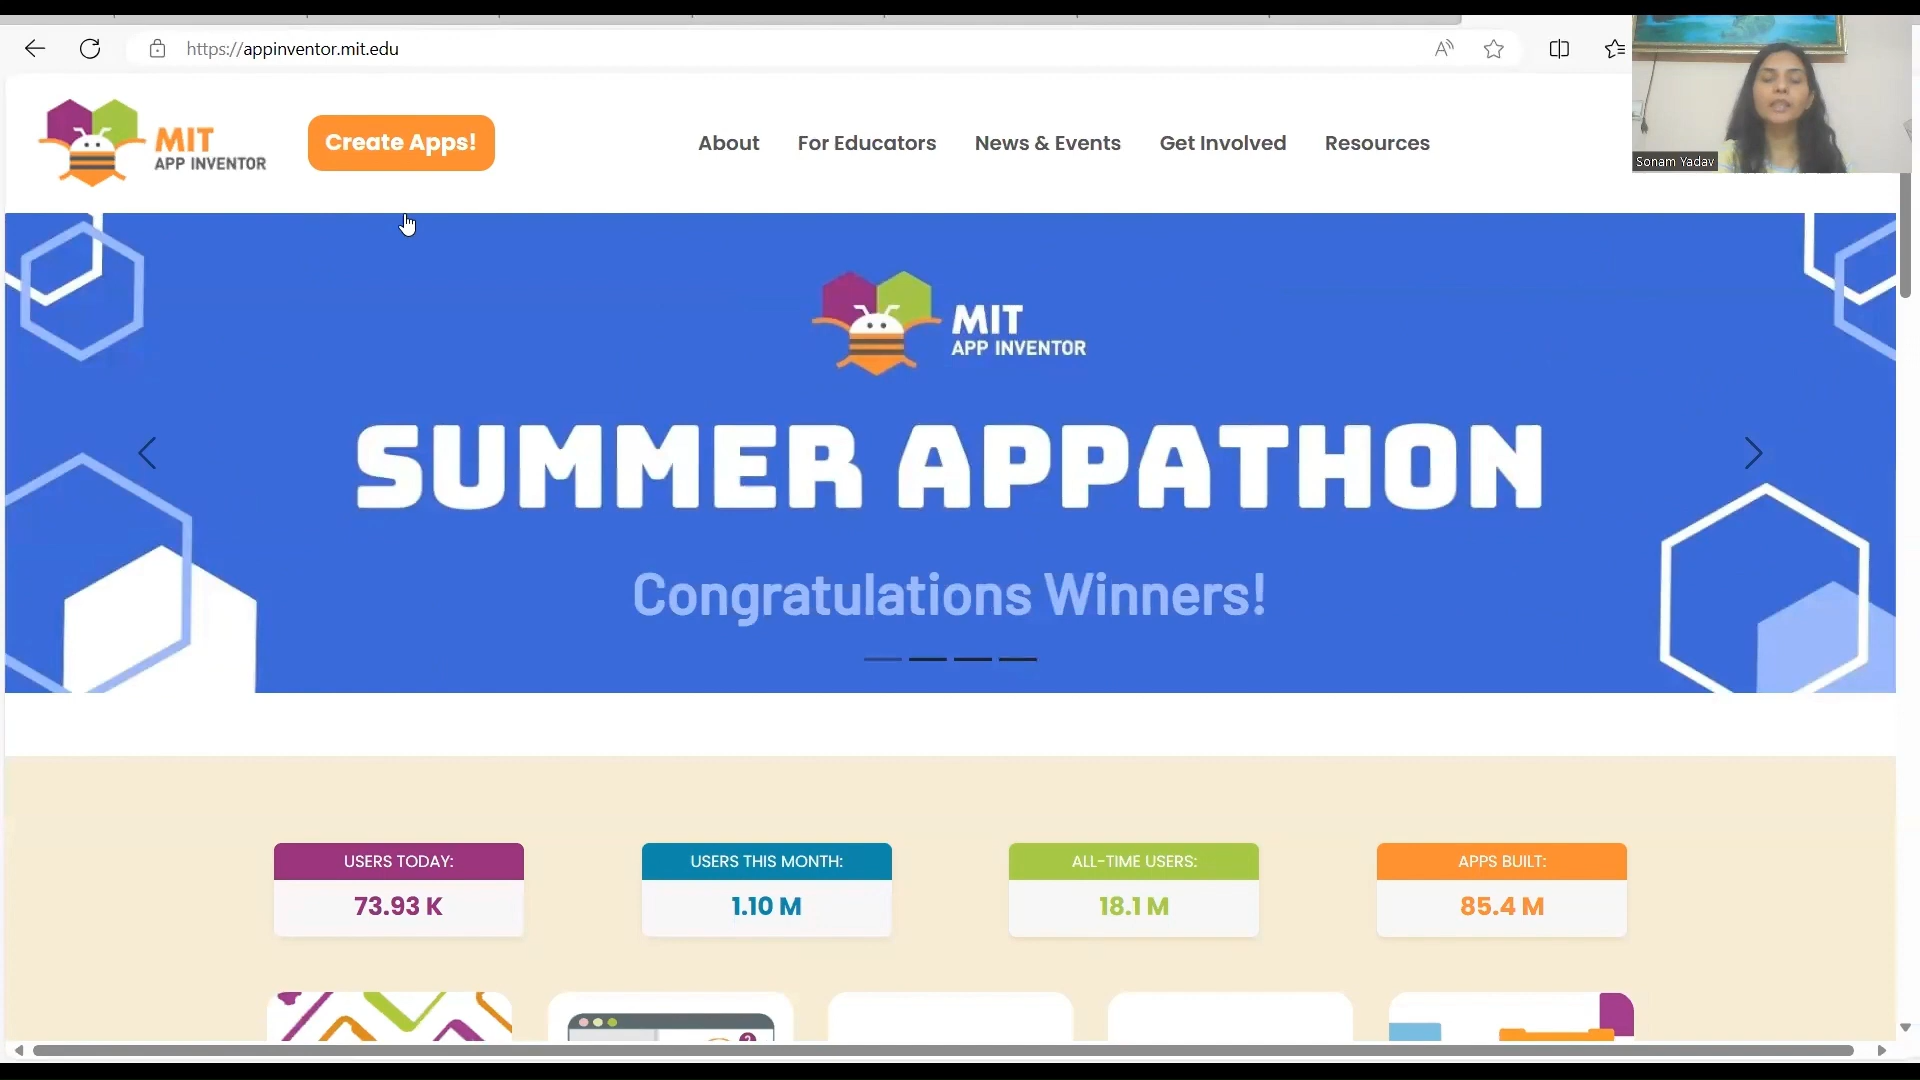 https://appinventor.mit.edu
MIT
APP INVENTOR
Create Apps!
About
For Educators
News & Events
Get Involved
Resources
Sonam Yadav
MIT
APP INVENTOR
SUMMER APPATHON
Congratulations Winners!
USERS TODAY:
73.93 K
USERS THIS MONTH:
1.10 M
ALL-TIME USERS:
18.1 M
APPS BUILT:
85.4 M